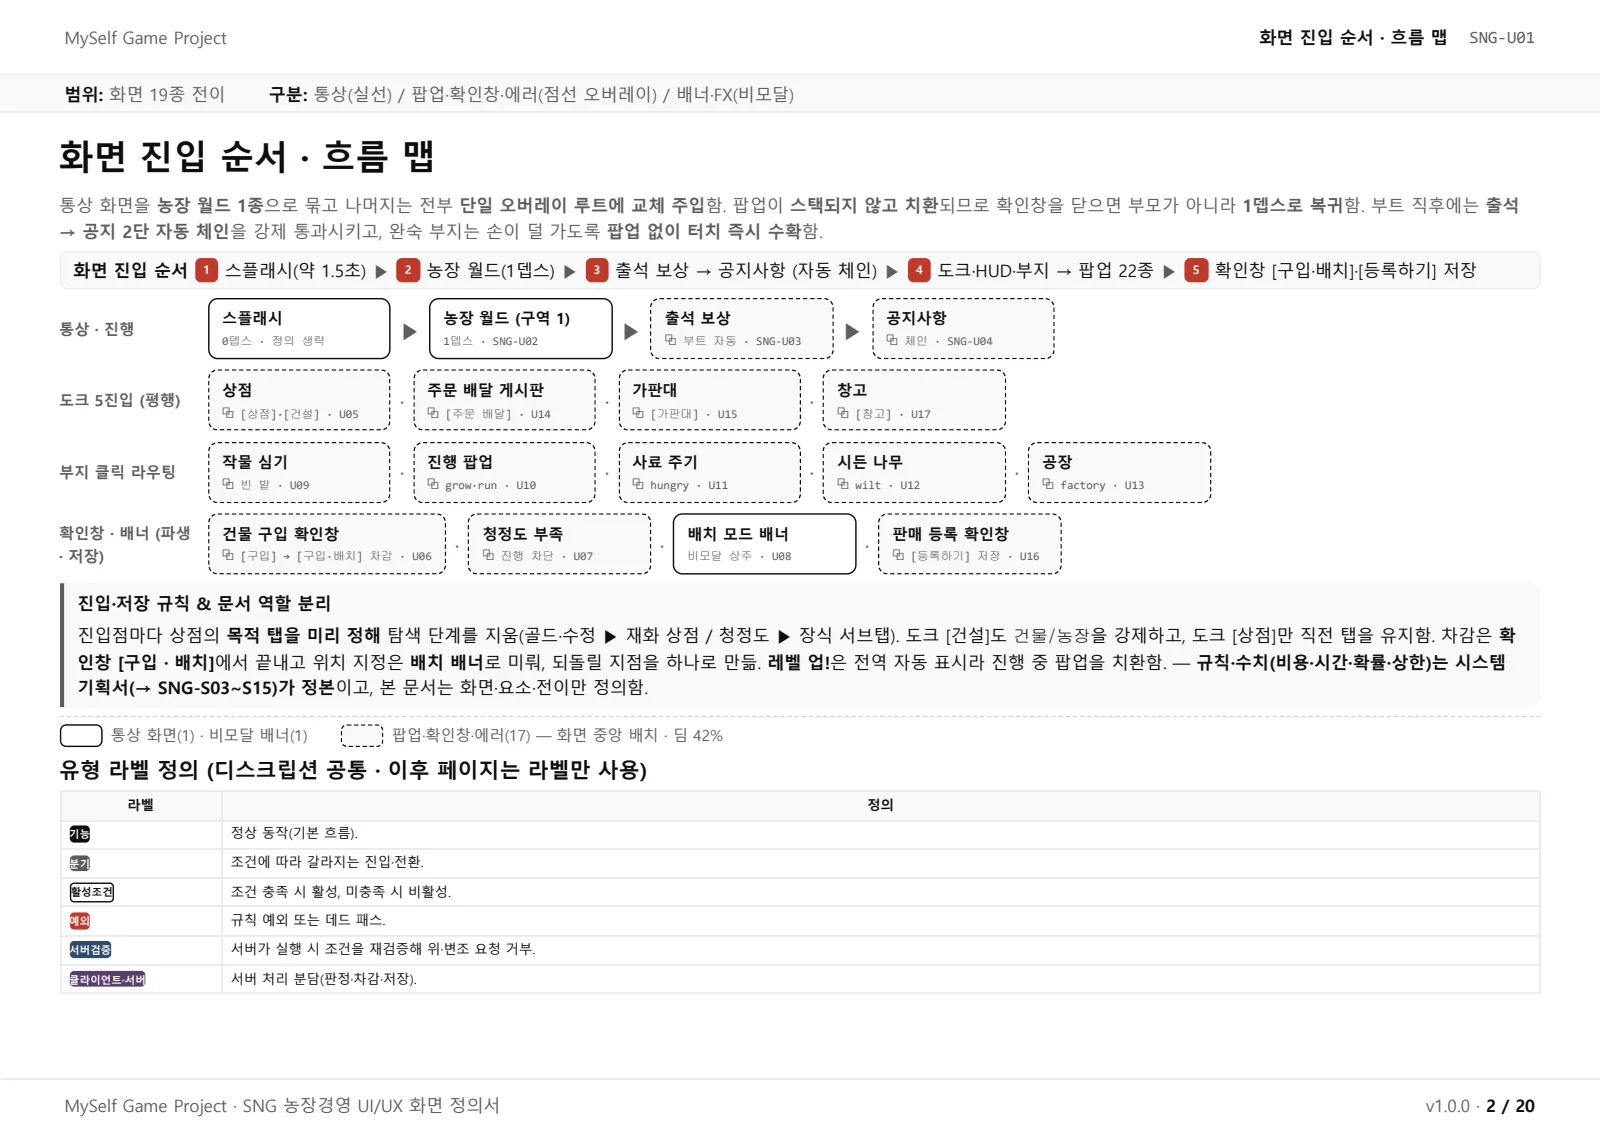 MySelf Game Project
화면 진입 순서 · 흐름 맵 SNG-U01
범위: 화면 19종 전이 구분: 통상(실선) / 팝업·확인창·에러(점선 오버레이) / 배너·FX(비모달)
화면 진입 순서 · 흐름 맵
통상 화면을 농장 월드 1종으로 묶고 나머지는 전부 단일 오버레이 루트에 교체 주입함. 팝업이 스택되지 않고 치환되므로 확인창을 닫으면 부모가 아니라 1뎁스로 복귀함. 부트 직후에는 출석
→ 공지 2단 자동 체인을 강제 통과시키고, 완숙 부지는 손이 덜 가도록 팝업 없이 터치 즉시 수확함.
화면 진입 순서 1 스플래시(약 1.5초) ▶ 2 농장 월드(1뎁스) ▶ 3 출석 보상 → 공지사항 (자동 체인) ▶ 4 도크·HUD·부지 → 팝업 22종 ▶ 5 확인창 [구입·배치]·[등록하기] 저장
통상 · 진행
스플래시
0뎁스 · 정의 생략
▶
농장 월드 (구역 1)
1뎁스 · SNG-U02
▶
출석 보상
부트 자동 · SNG-U03
▶
공지사항
체인 · SNG-U04
도크 5진입 (평행)
상점
[상점]·[건설] · U05
·
주문 배달 게시판
[주문 배달] · U14
·
가판대
[가판대] · U15
·
창고
[창고] · U17
부지 클릭 라우팅
작물 심기
빈 밭 · U09
·
진행 팝업
grow·run · U10
·
사료 주기
hungry · U11
·
시든 나무
wilt · U12
·
공장
factory · U13
확인창 · 배너 (파생
· 저장)
건물 구입 확인창
[구입] → [구입·배치] 차감 · U06
·
청정도 부족
진행 차단 · U07
·
배치 모드 배너
비모달 상주 · U08
·
판매 등록 확인창
[등록하기] 저장 · U16
진입·저장 규칙 & 문서 역할 분리
진입점마다 상점의 목적 탭을 미리 정해 탐색 단계를 지움(골드·수정 ▶ 재화 상점 / 청정도 ▶ 장식 서브탭). 도크 [건설]도 건물/농장을 강제하고, 도크 [상점]만 직전 탭을 유지함. 차감은 확
인창 [구입 · 배치]에서 끝내고 위치 지정은 배치 배너로 미뤄, 되돌릴 지점을 하나로 만듦. 레벨 업!은 전역 자동 표시라 진행 중 팝업을 치환함. — 규칙·수치(비용·시간·확률·상한)는 시스템
기획서(→ SNG-S03~S15)가 정본이고, 본 문서는 화면·요소·전이만 정의함.
통상 화면(1) · 비모달 배너(1) 팝업·확인창·에러(17) — 화면 중앙 배치 · 딤 42%
유형 라벨 정의 (디스크립션 공통 · 이후 페이지는 라벨만 사용)
라벨 정의
기능 정상 동작(기본 흐름).
분기 조건에 따라 갈라지는 진입·전환.
활성조건 조건 충족 시 활성, 미충족 시 비활성.
예외 규칙 예외 또는 데드 패스.
서버검증 서버가 실행 시 조건을 재검증해 위·변조 요청 거부.
클라이언트·서버 서버 처리 분담(판정·차감·저장).
MySelf Game Project · SNG 농장경영 UI/UX 화면 정의서
v1.0.0 · 2 / 20